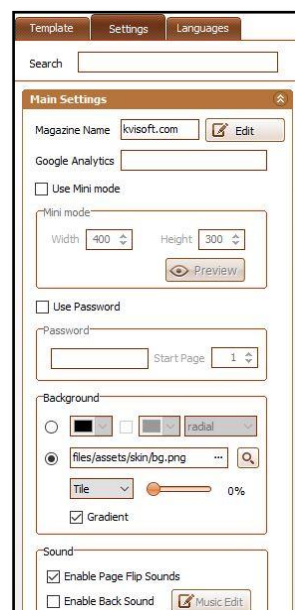 Template Settings Languages
Search
Main Settings
Magazine Name kvisoft.com Edit
Google Analytics
Use Mini mode
Mini mode
Width 400 Height 300
Preview
Use Password
Password
Start Page 1
Background
radial
files/assets/skin/bg.png ...
Tile 0%
Gradient
Sound
Enable Page Flip Sounds
Enable Back Sound Music Edit